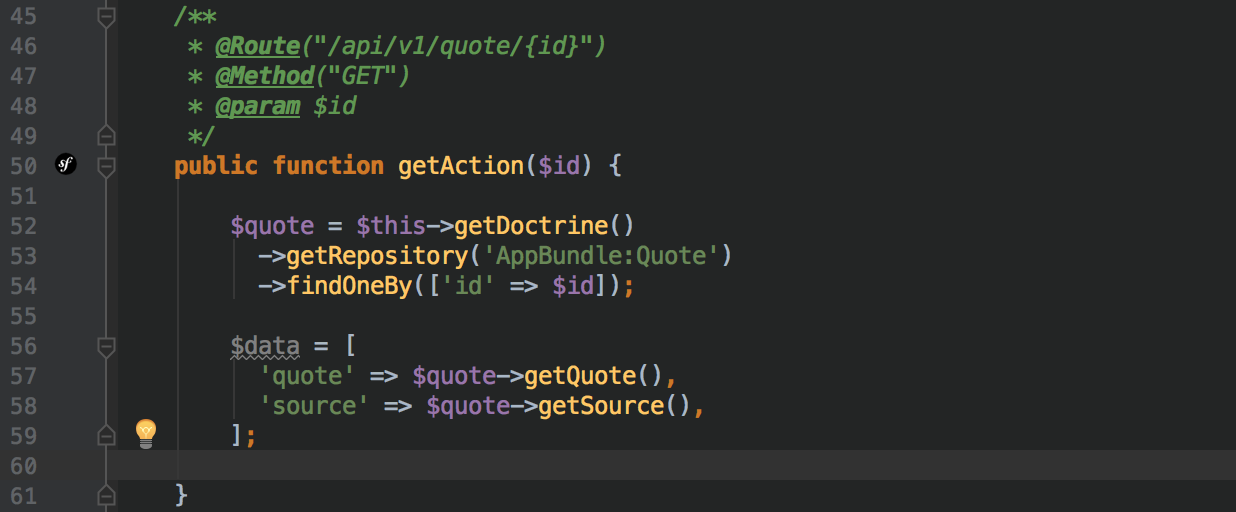 45 /**
46 * @Route("/api/v1/quote/{id}")
47 * @Method("GET")
48 * @param $id
49 */
50 sf public function getAction($id) {
51
52 $quote = $this->getDoctrine()
53 ->getRepository('AppBundle:Quote')
54 ->findOneBy(['id' => $id]);
55
56 $data = [
57 'quote' => $quote->getQuote(),
58 'source' => $quote->getSource(),
59 ];
60
61 }